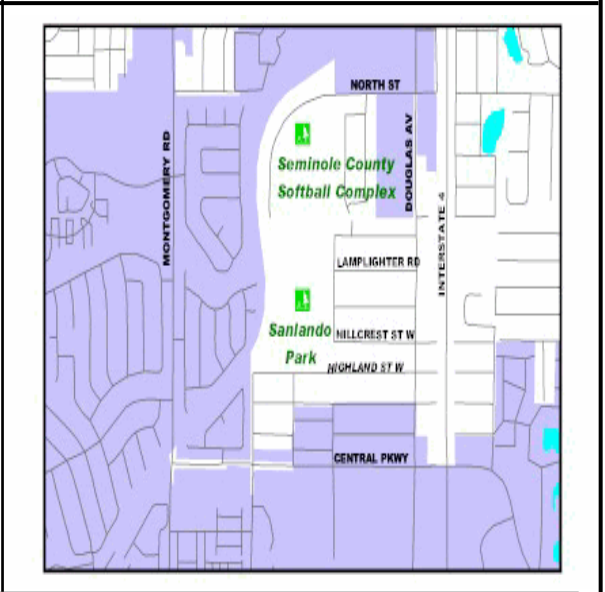 NORTH ST
MONTGOMERY RD
DOUGLAS AV
Seminole County
Softball Complex
INTERSTATE 4
LAMPLIGHTER RD
Sanlando
Park
HILLCREST ST W
HIGHLAND ST W
CENTRAL PKWY